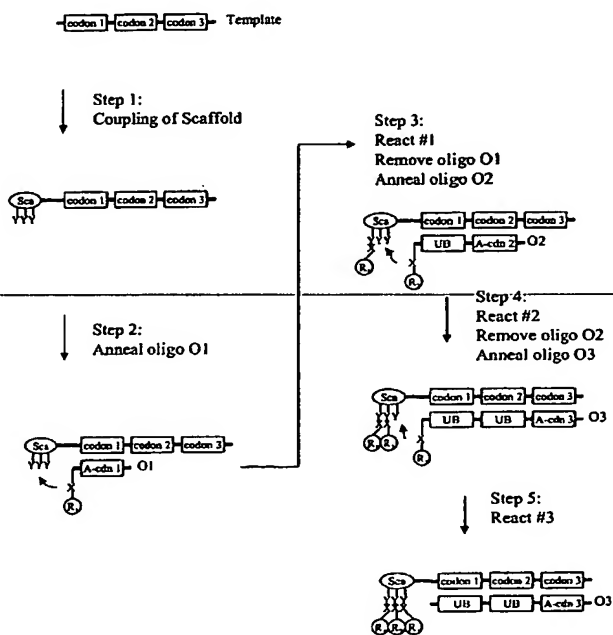 codon 1 codon 2 codon 3 Template
Step 1:
Coupling of Scaffold
Sca codon 1 codon 2 codon 3
Y Y Y
Step 2:
Anneal oligo O1
Sca codon 1 codon 2 codon 3
Y Y Y
A-cdn 1 O1
X
Step 3:
React #1
Remove oligo O1
Anneal oligo O2
Sca codon 1 codon 2 codon 3
UB A-cdn 2 O2
X
Step 4:
React #2
Remove oligo O2
Anneal oligo O3
Sca codon 1 codon 2 codon 3
UB UB A-cdn 3 O3
X
Step 5:
React #3
Sca codon 1 codon 2 codon 3
UB UB A-cdn 3 O3